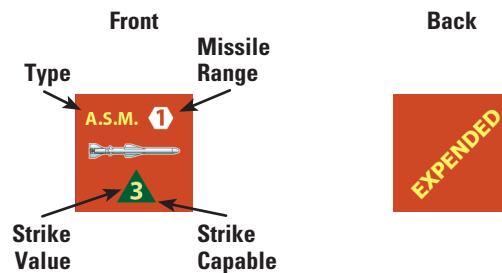 Front
Back
Type
Missile
Range
A.S.M. 1
3
EXPENDED
Strike
Value
Strike
Capable